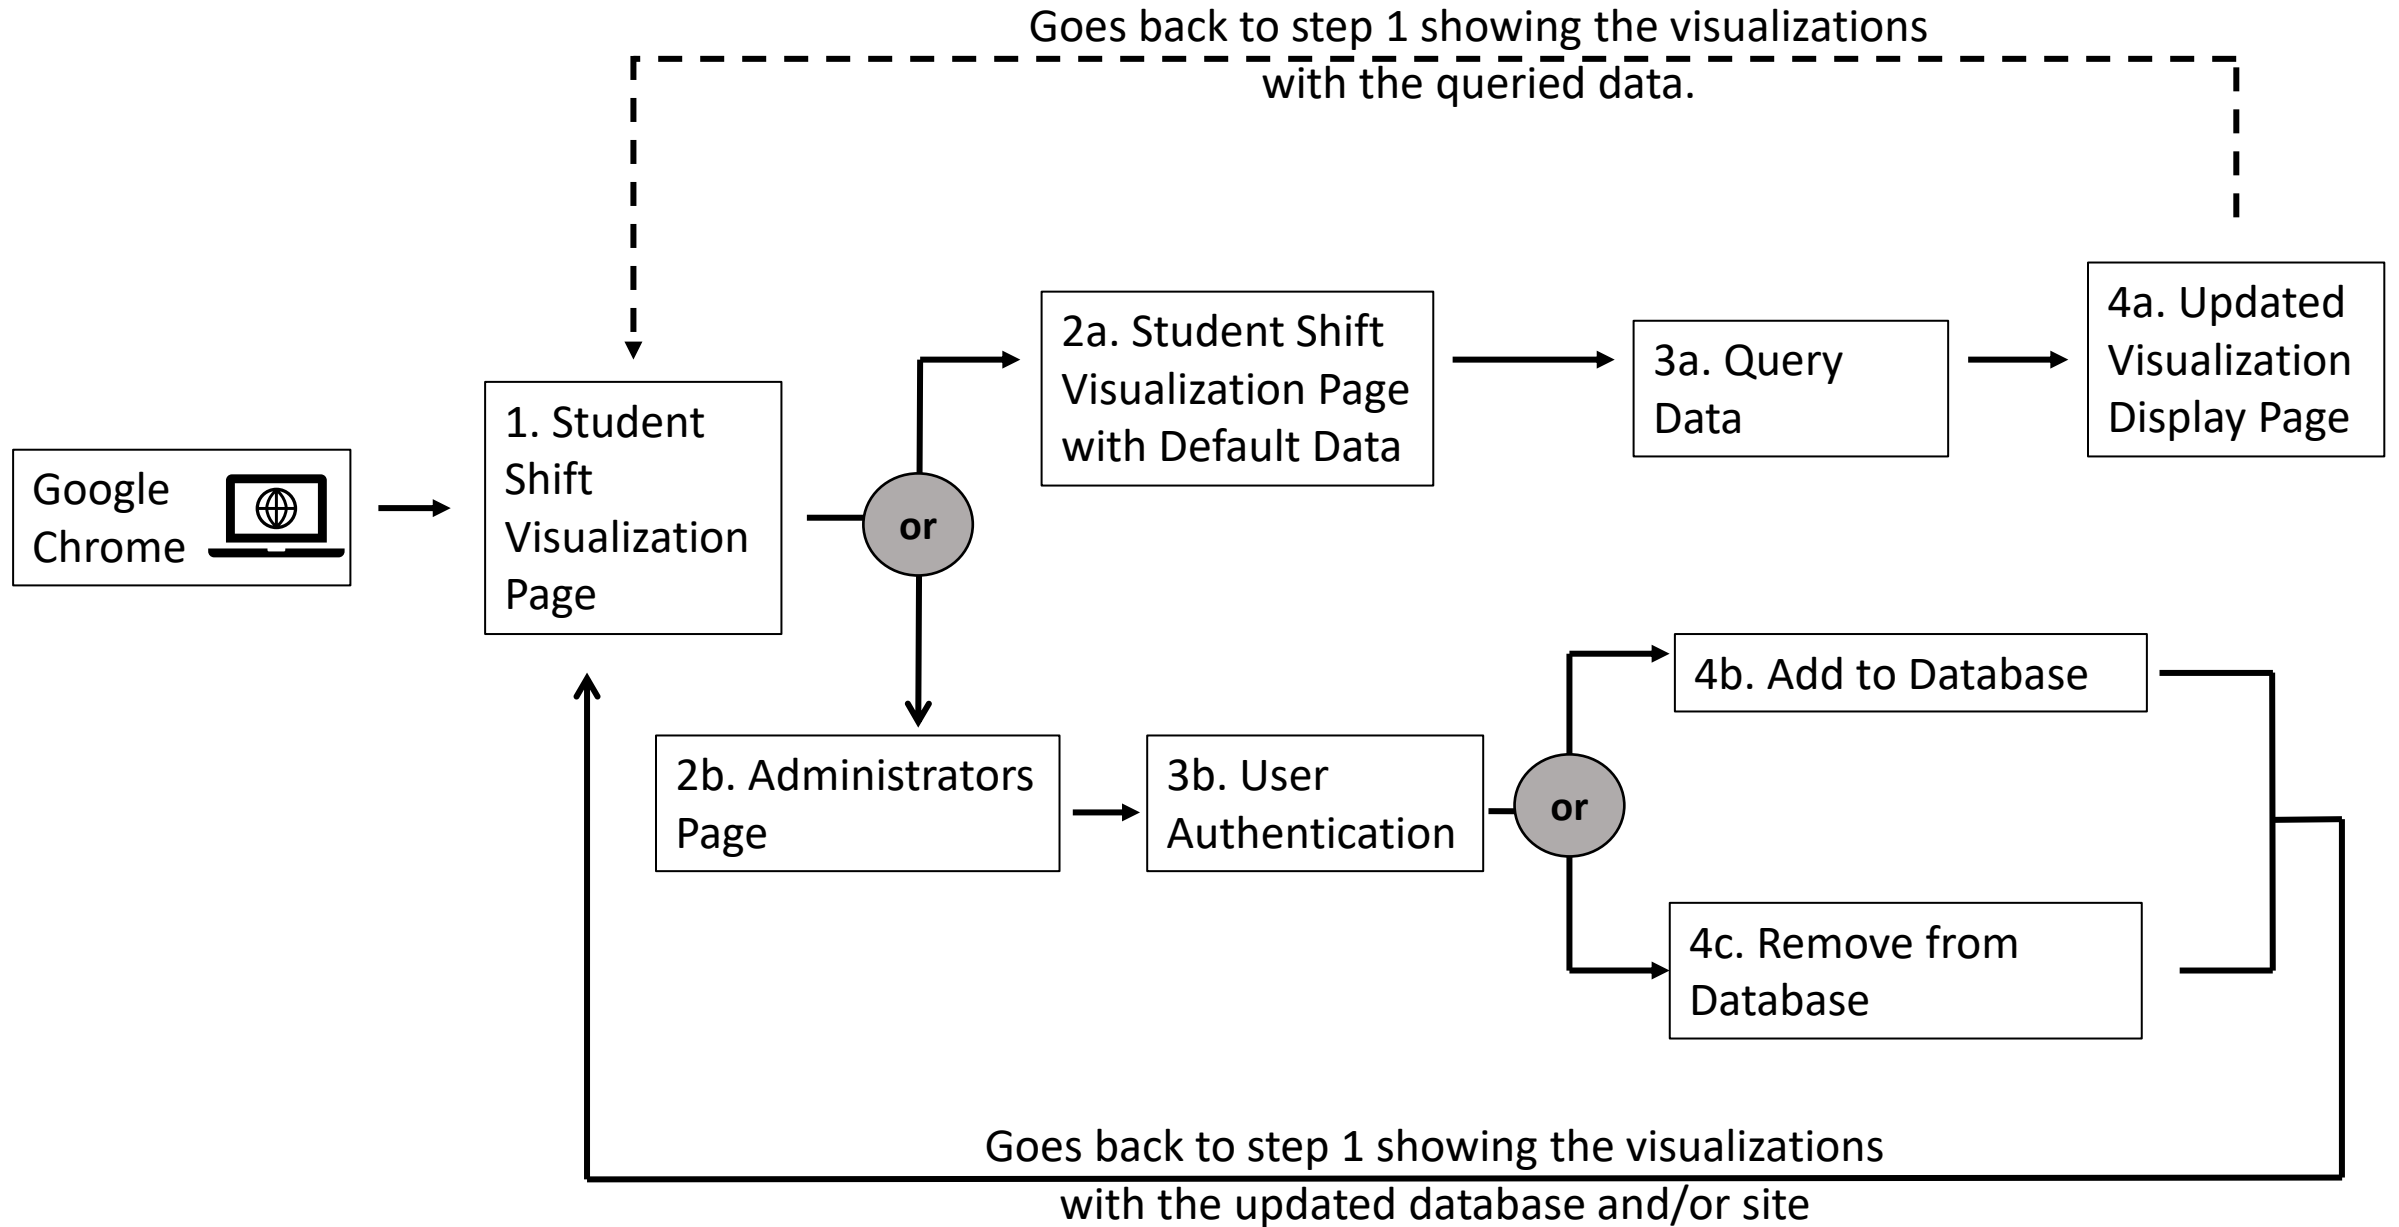 Goes back to step 1 showing the visualizations
with the queried data.
Google
Chrome
1. Student
Shift
Visualization
Page
or
2a. Student Shift
Visualization Page
with Default Data
3a. Query
Data
4a. Updated
Visualization
Display Page
2b. Administrators
Page
3b. User
Authentication
or
4b. Add to Database
4c. Remove from
Database
Goes back to step 1 showing the visualizations
with the updated database and/or site